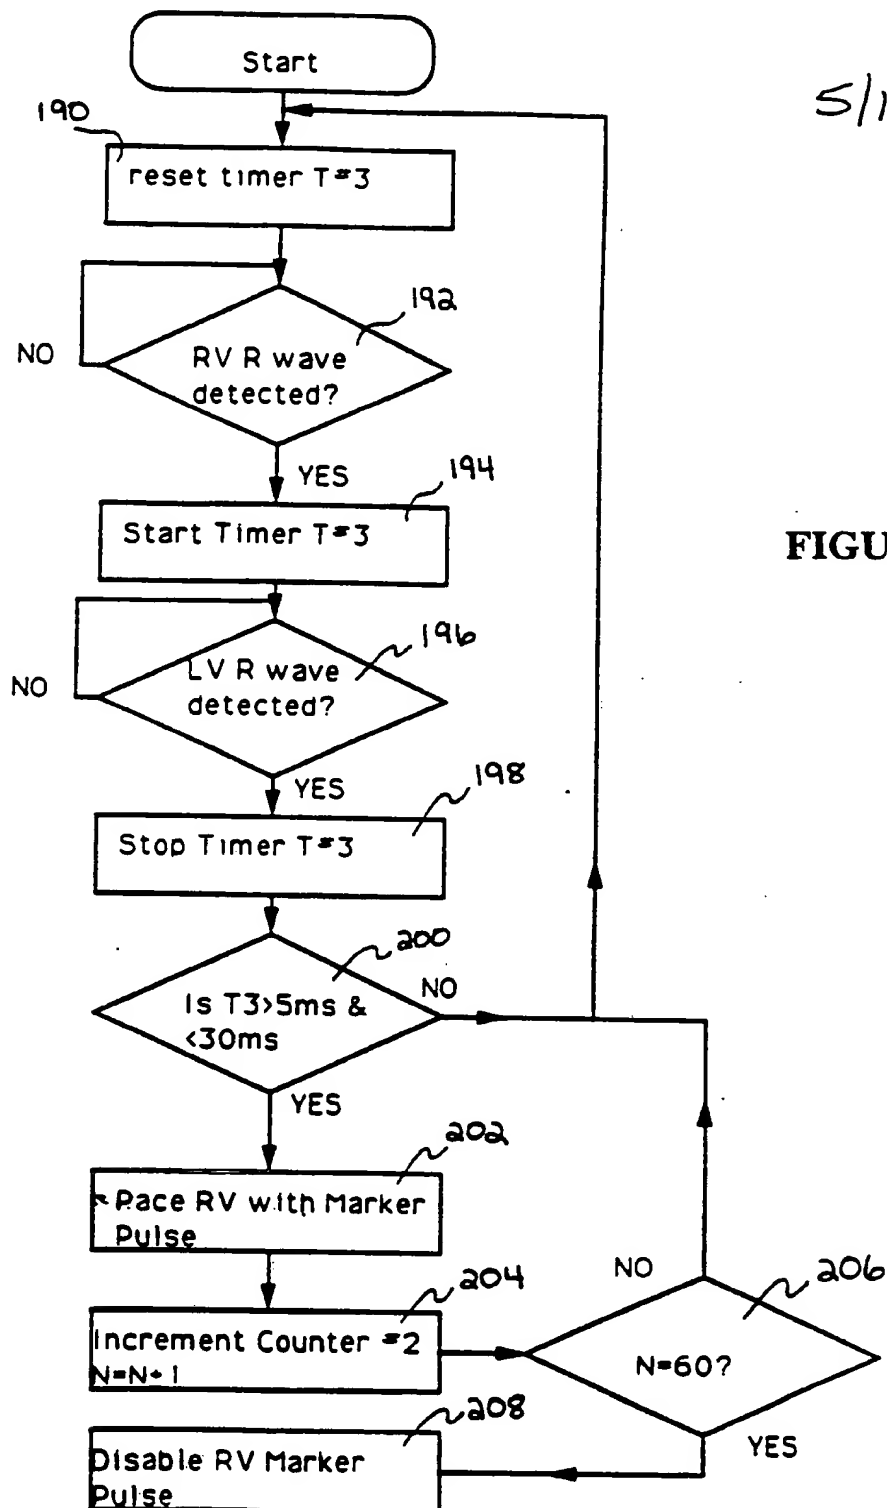 Start
5/1
190
reset timer T#3
192
NO
RV R wave
detected?
YES
194
Start Timer T#3
FIGU
196
NO
LV R wave
detected?
YES
198
Stop Timer T#3
200
NO
Is T3>5ms &
<30ms
YES
202
Pace RV with Marker
Pulse
204
NO
206
Increment Counter #2
N=N+1
N=60?
208
YES
Disable RV Marker
Pulse